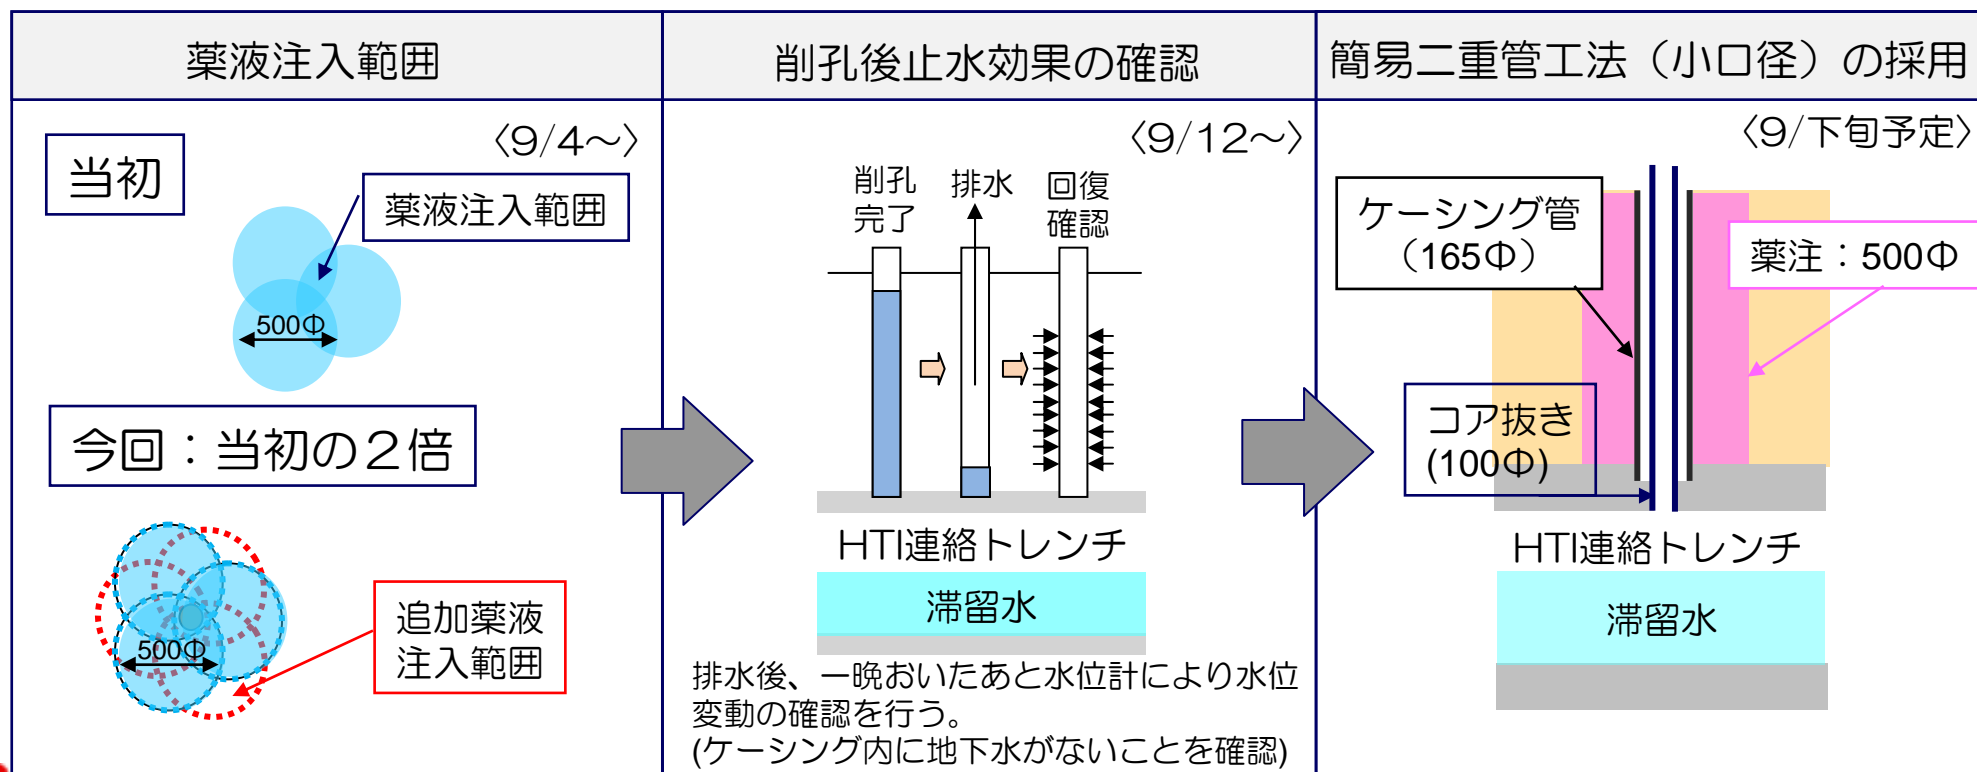 薬液注入範囲
〈9/4～〉
当初
薬液注入範囲
500Φ
今回：当初の２倍
500Φ
追加薬液
注入範囲
削孔後止水効果の確認
〈9/12～〉
削孔
完了
排水
回復
確認
HTI連絡トレンチ
滞留水
排水後、一晩おいたあと水位計により水位
変動の確認を行う。
(ケーシング内に地下水がないことを確認)
簡易二重管工法（小口径）の採用
〈9/下旬予定〉
ケーシング管
（165Φ）
薬注：500Φ
コア抜き
(100Φ)
HTI連絡トレンチ
滞留水